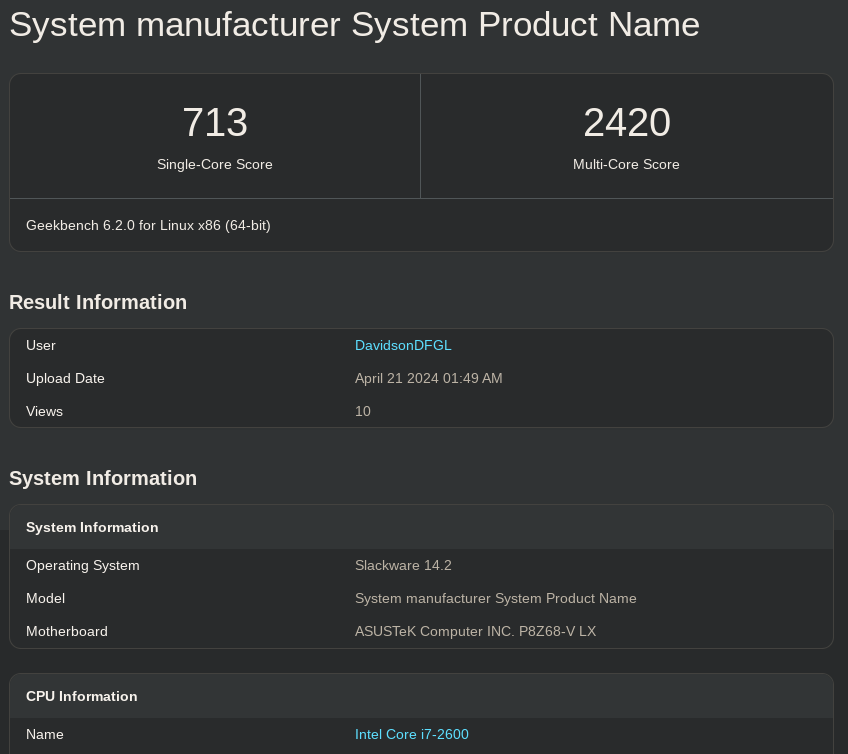 System manufacturer System Product Name
713 2420
Single-Core Score Multi-Core Score
Geekbench 6.2.0 for Linux x86 (64-bit)
Result Information
User DavidsonDFGL
Upload Date April 21 2024 01:49 AM
Views 10
System Information
System Information
Operating System Slackware 14.2
Model System manufacturer System Product Name
Motherboard ASUSTeK Computer INC. P8Z68-V LX
CPU Information
Name Intel Core i7-2600